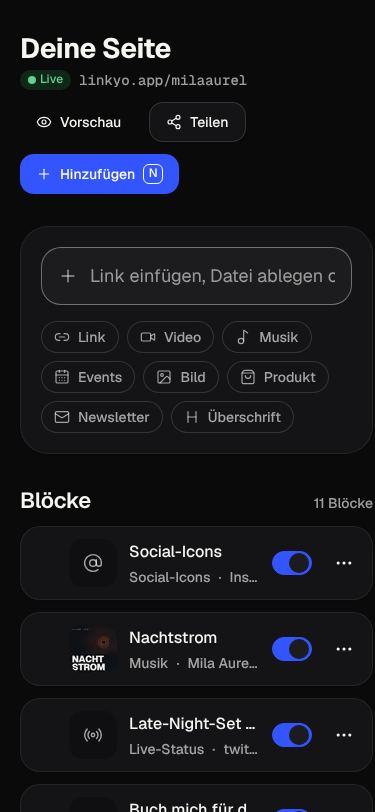 Deine Seite
Live linkyo.app/milaaurel
Vorschau Teilen
Hinzufügen N
Link einfügen, Datei ablegen o
Link Video Musik
Events Bild Produkt
Newsletter Überschrift
Blöcke 11 Blöcke
Social-Icons
Social-Icons · Ins...
NACHT
STROM
Nachtstrom
Musik · Mila Aure...
Late-Night-Set ...
Live-Status · twit...
Buch mich für d...